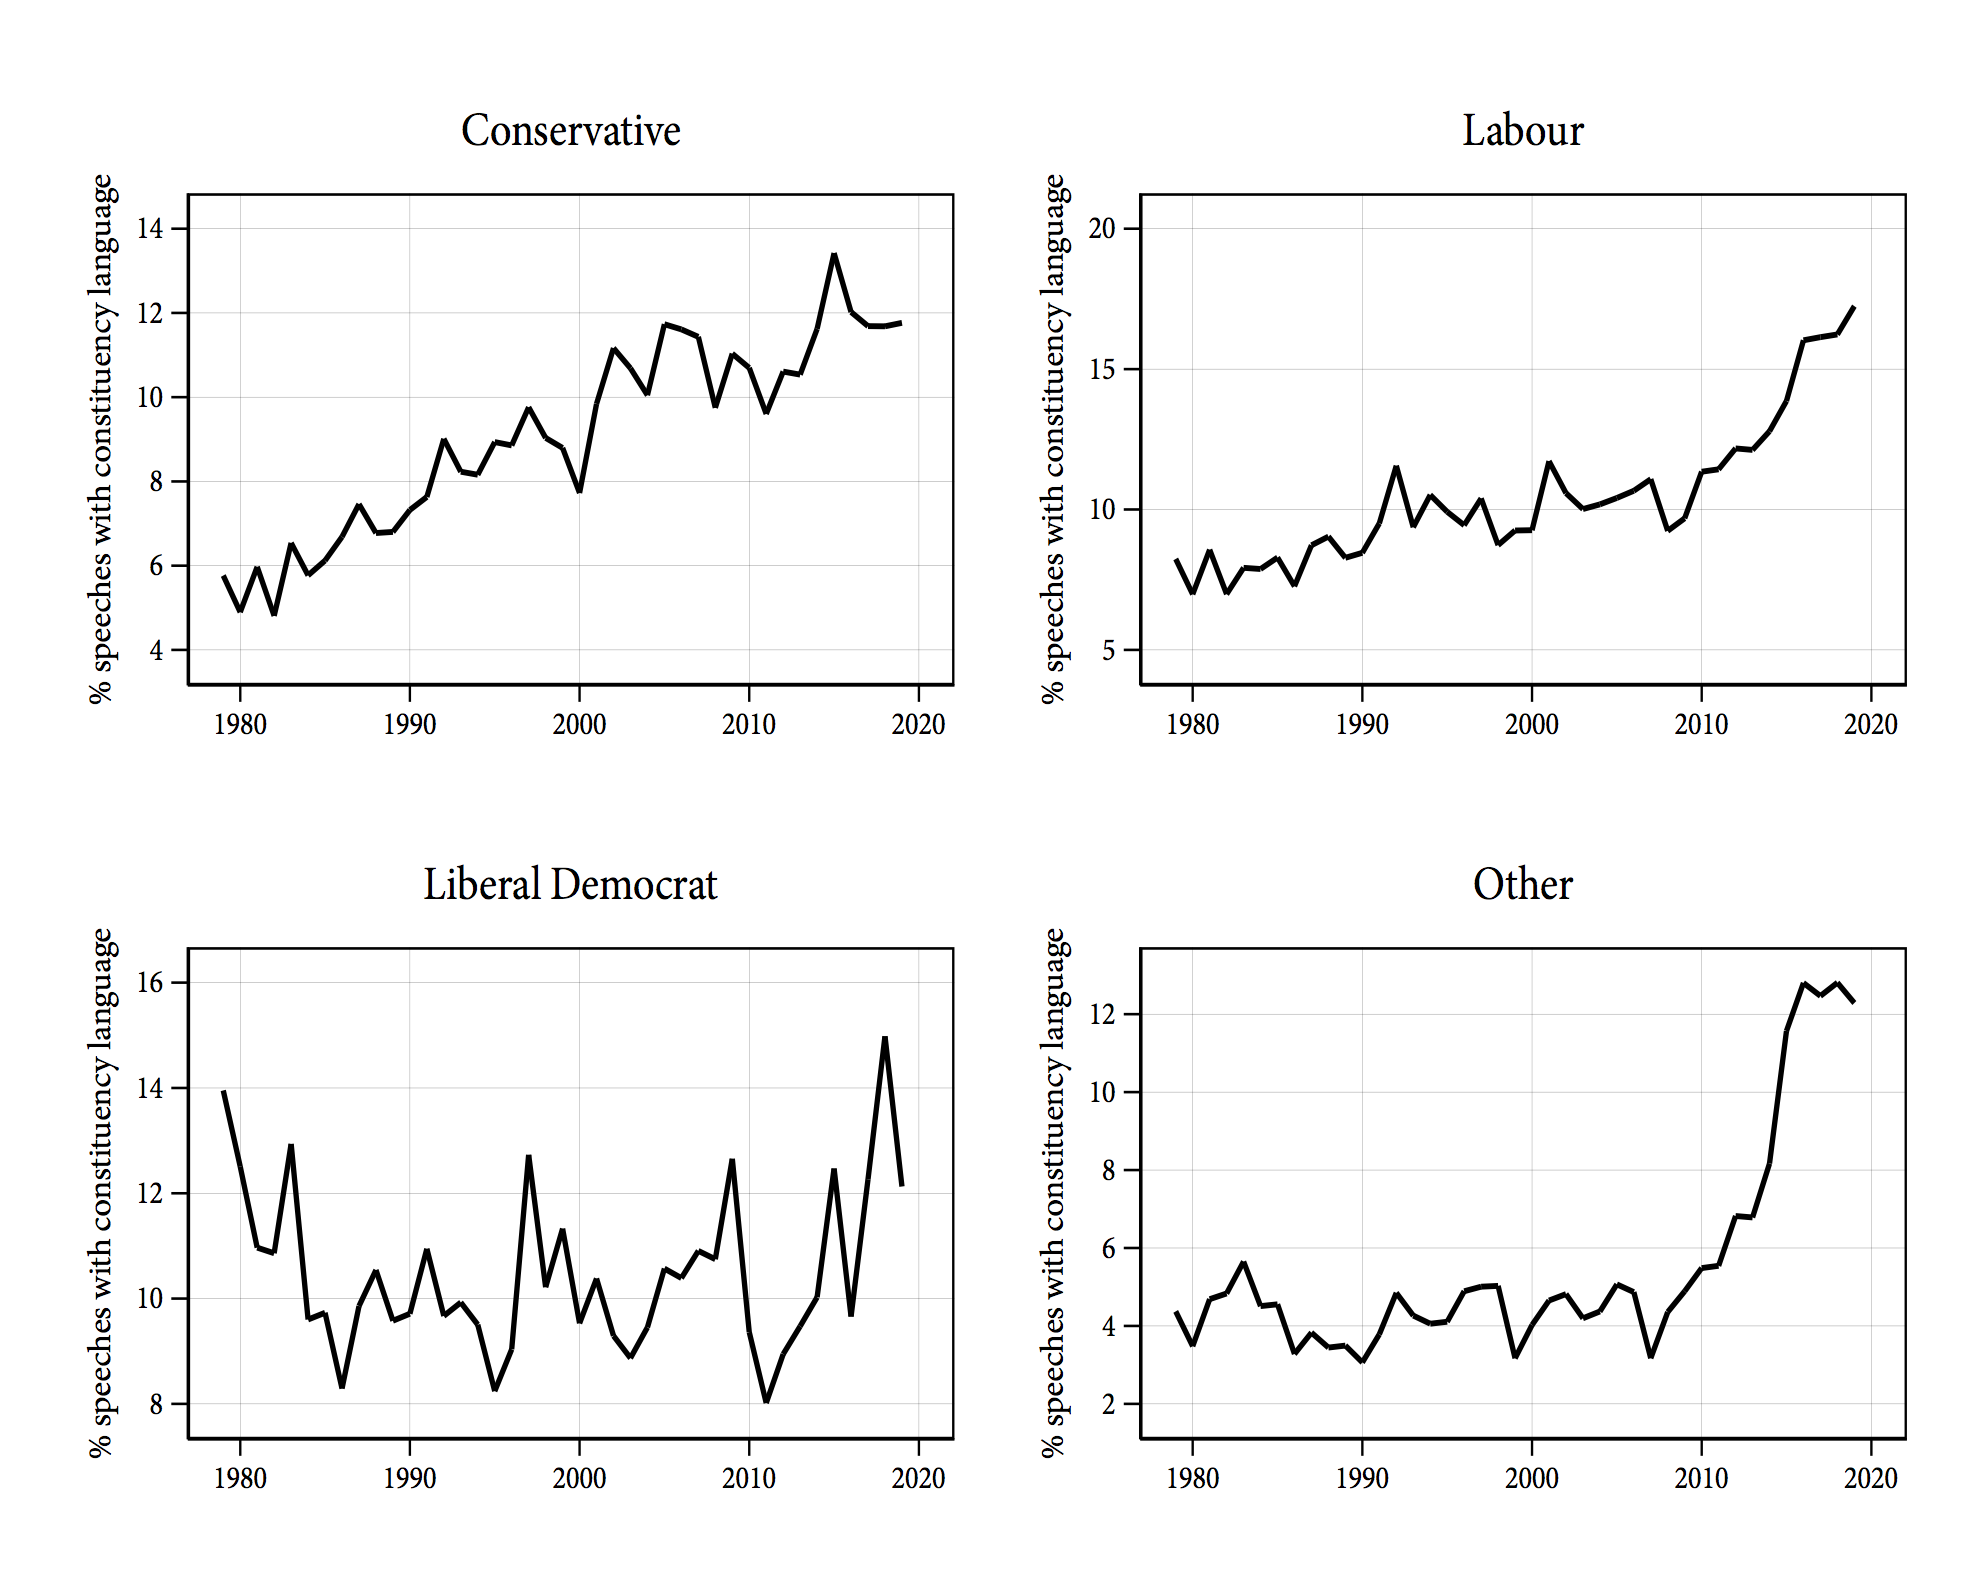 Conservative
% speeches with constituency language
14
12
10
8
6
4
1980 1990 2000 2010 2020
Labour
% speeches with constituency language
20
15
10
5
1980 1990 2000 2010 2020
Liberal Democrat
% speeches with constituency language
16
14
12
10
8
1980 1990 2000 2010 2020
Other
% speeches with constituency language
12
10
8
6
4
2
1980 1990 2000 2010 2020